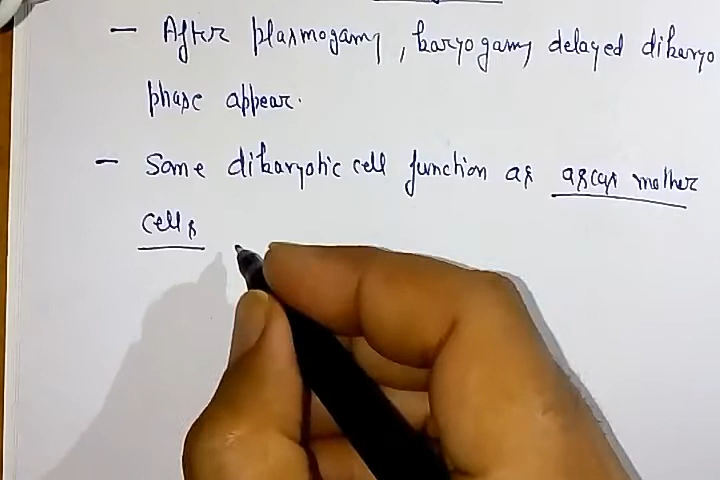 - After plasmogamy, karyogamy delayed dikaryo
phase appear.
- Some dikaryotic cell function as ascus mother
cells